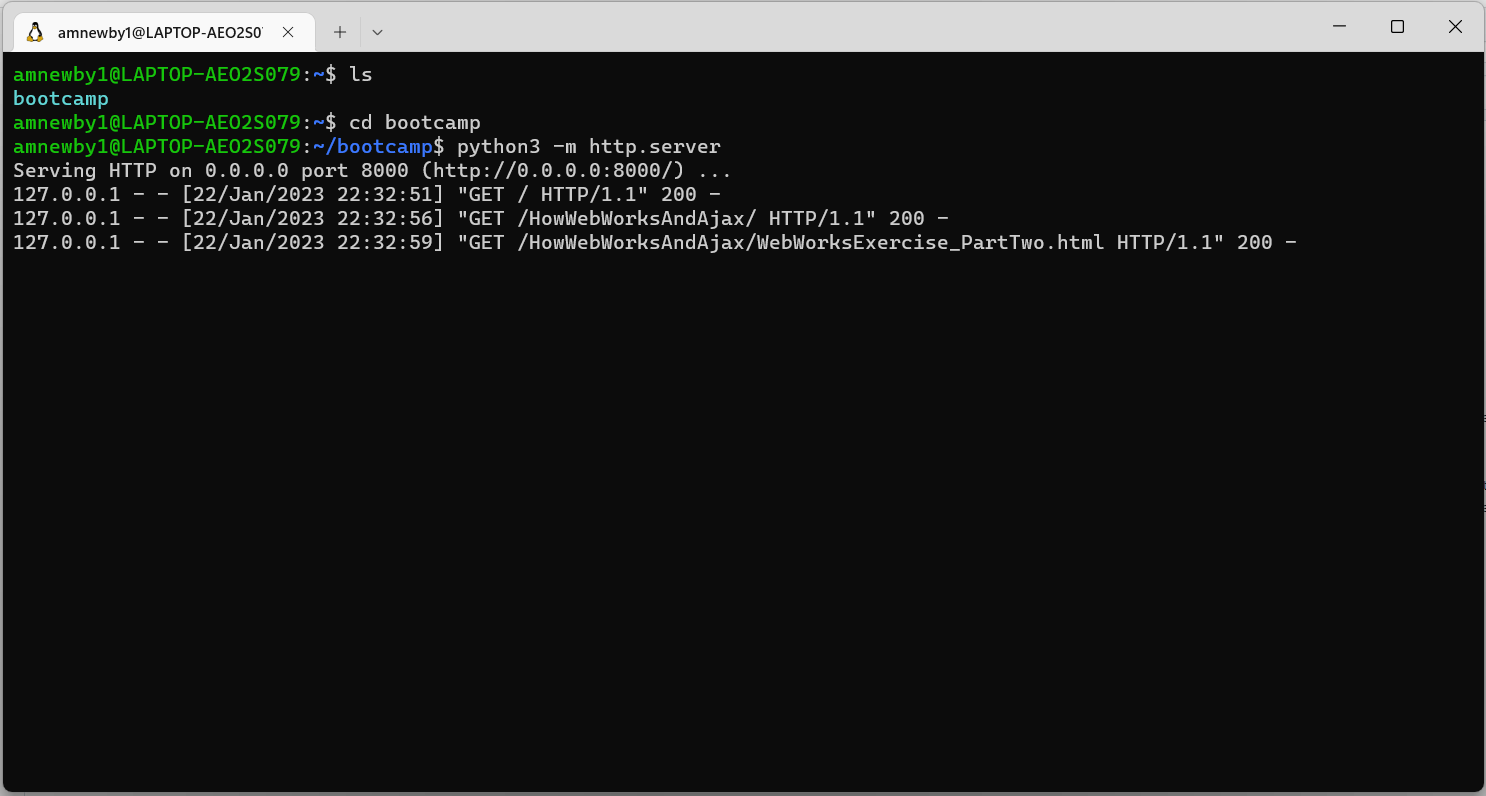 amnewby1@LAPTOP-AEO2S0
amnewby1@LAPTOP-AEO2S079:~$ ls
bootcamp
amnewby1@LAPTOP-AEO2S079:~$ cd bootcamp
amnewby1@LAPTOP-AEO2S079:~/bootcamp$ python3 -m http.server
Serving HTTP on 0.0.0.0 port 8000 (http://0.0.0.0:8000/) ...
127.0.0.1 - - [22/Jan/2023 22:32:51] "GET / HTTP/1.1" 200 -
127.0.0.1 - - [22/Jan/2023 22:32:56] "GET /HowWebWorksAndAjax/ HTTP/1.1" 200 -
127.0.0.1 - - [22/Jan/2023 22:32:59] "GET /HowWebWorksAndAjax/WebWorksExercise_PartTwo.html HTTP/1.1" 200 -